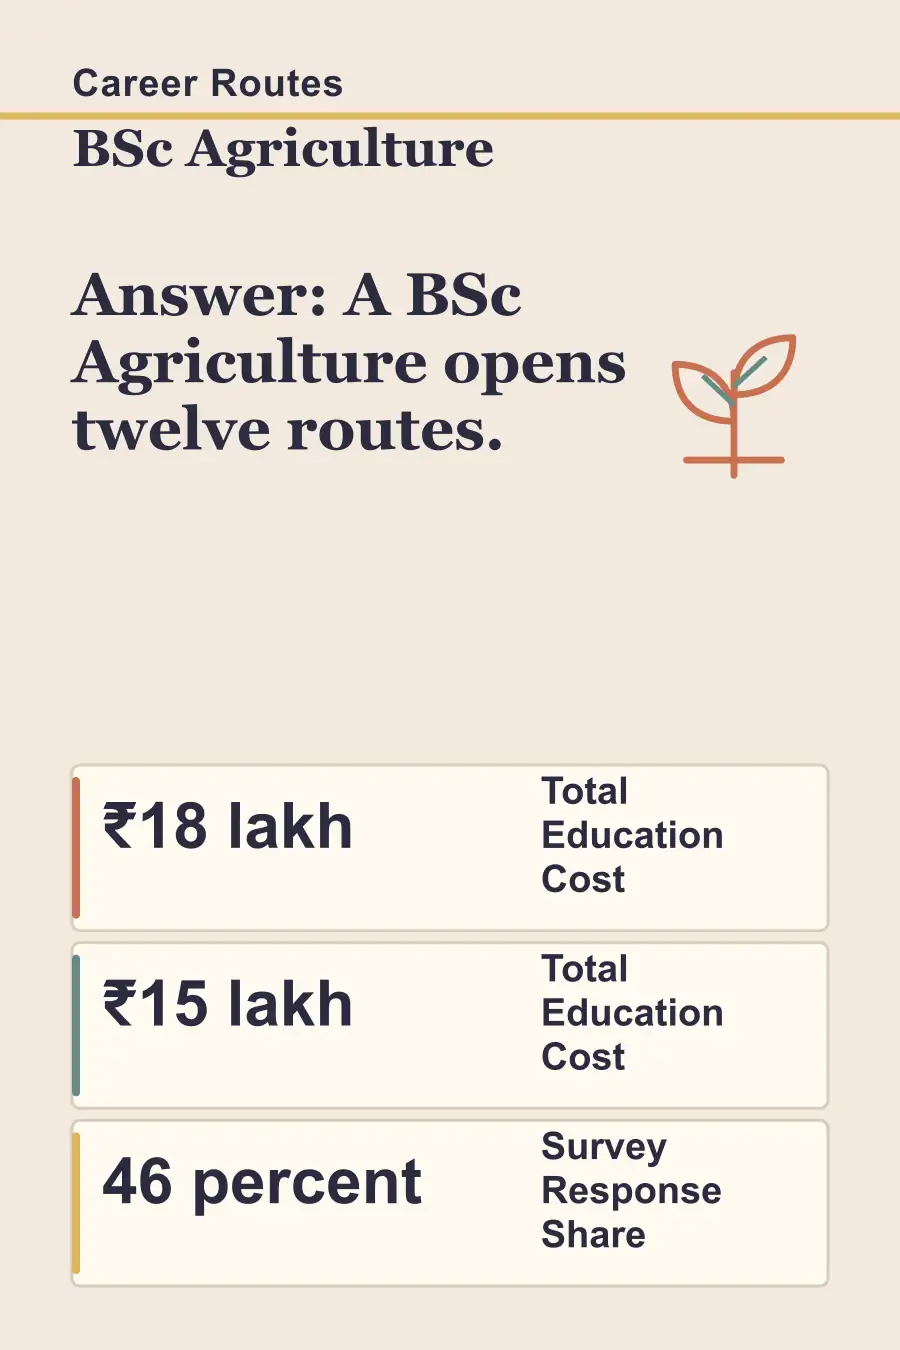 Career Routes
BSc Agriculture
Answer: A BSc
Agriculture opens
twelve routes.
₹18 lakh
Total
Education
Cost
₹15 lakh
Total
Education
Cost
46 percent
Survey
Response
Share